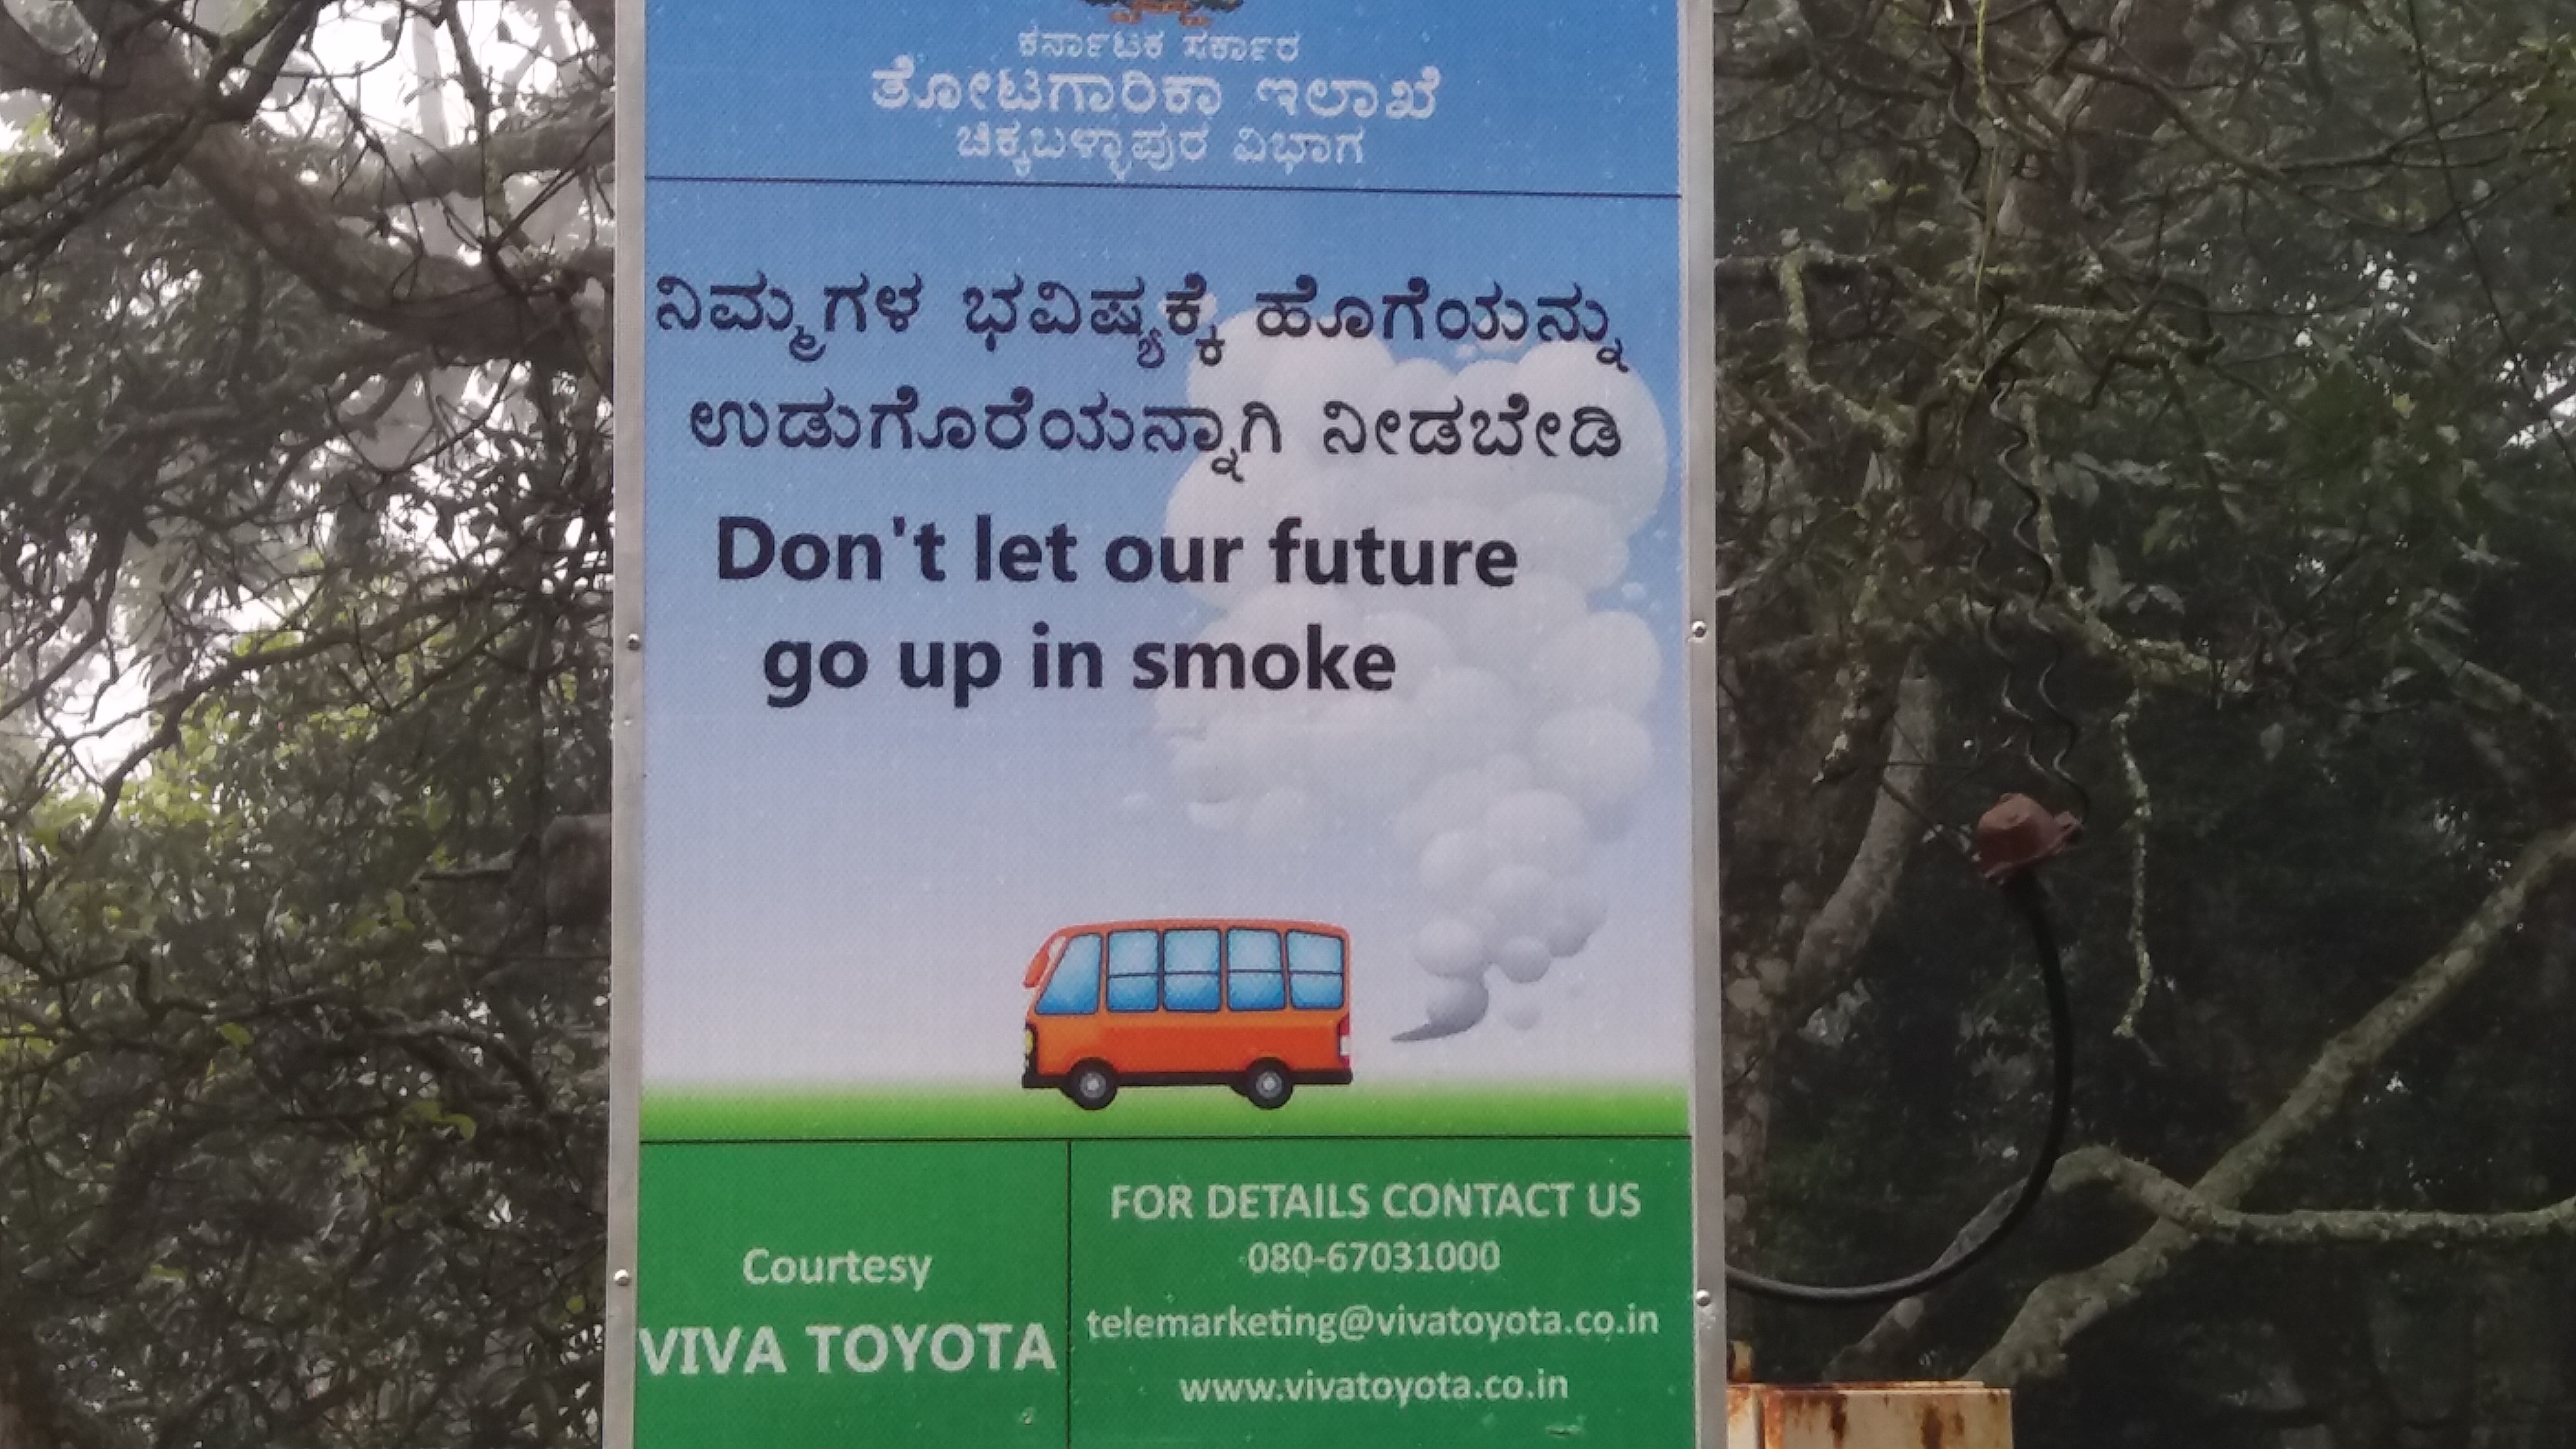 ಕರ್ನಾಟಕ ಸರ್ಕಾರ
ತೋಟಗಾರಿಕಾ ಇಲಾಖೆ
ಚಿಕ್ಕಬಳ್ಳಾಪುರ ವಿಭಾಗ
ನಿಮ್ಮಗಳ ಭವಿಷ್ಯಕ್ಕೆ ಹೊಗೆಯನ್ನು
ಉಡುಗೊರೆಯನ್ನಾಗಿ ನೀಡಬೇಡಿ
Don't let our future
go up in smoke
Courtesy
VIVA TOYOTA
FOR DETAILS CONTACT US
080-67031000
telemarketing@vivatoyota.co.in
www.vivatoyota.co.in